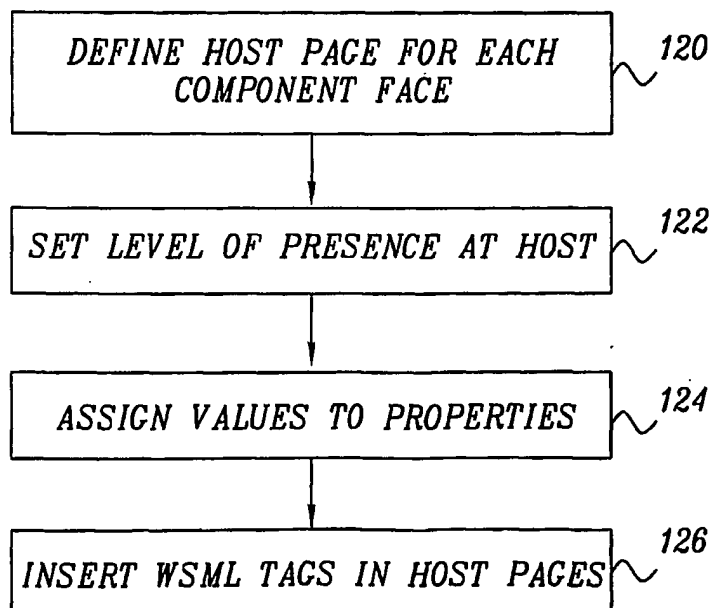 DEFINE HOST PAGE FOR EACH
COMPONENT FACE
120
SET LEVEL OF PRESENCE AT HOST
122
ASSIGN VALUES TO PROPERTIES
124
INSERT WSML TAGS IN HOST PAGES
126